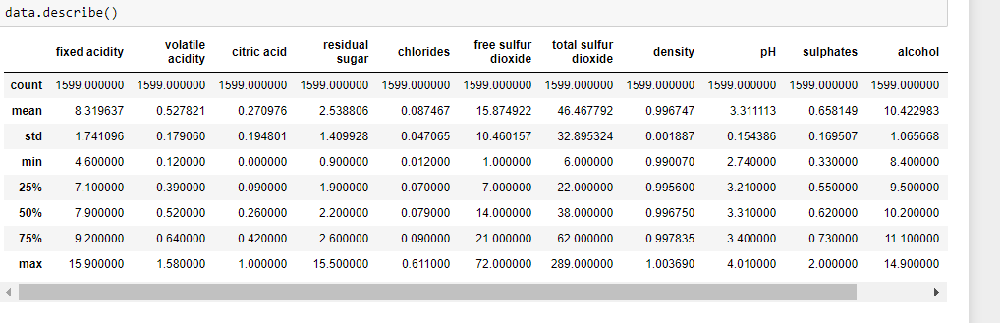 data.describe()
fixed acidity volatile acidity citric acid residual sugar chlorides free sulfur dioxide total sulfur dioxide density pH sulphates alcohol
count 1599.000000 1599.000000 1599.000000 1599.000000 1599.000000 1599.000000 1599.000000 1599.000000 1599.000000 1599.000000 1599.000000
mean 8.319637 0.527821 0.270976 2.538806 0.087467 15.874922 46.467792 0.996747 3.311113 0.658149 10.422983
std 1.741096 0.179060 0.194801 1.409928 0.047065 10.460157 32.895324 0.001887 0.154386 0.169507 1.065668
min 4.600000 0.120000 0.000000 0.900000 0.012000 1.000000 6.000000 0.990070 2.740000 0.330000 8.400000
25% 7.100000 0.390000 0.090000 1.900000 0.070000 7.000000 22.000000 0.995600 3.210000 0.550000 9.500000
50% 7.900000 0.520000 0.260000 2.200000 0.079000 14.000000 38.000000 0.996750 3.310000 0.620000 10.200000
75% 9.200000 0.640000 0.420000 2.600000 0.090000 21.000000 62.000000 0.997835 3.400000 0.730000 11.100000
max 15.900000 1.580000 1.000000 15.500000 0.611000 72.000000 289.000000 1.003690 4.010000 2.000000 14.900000